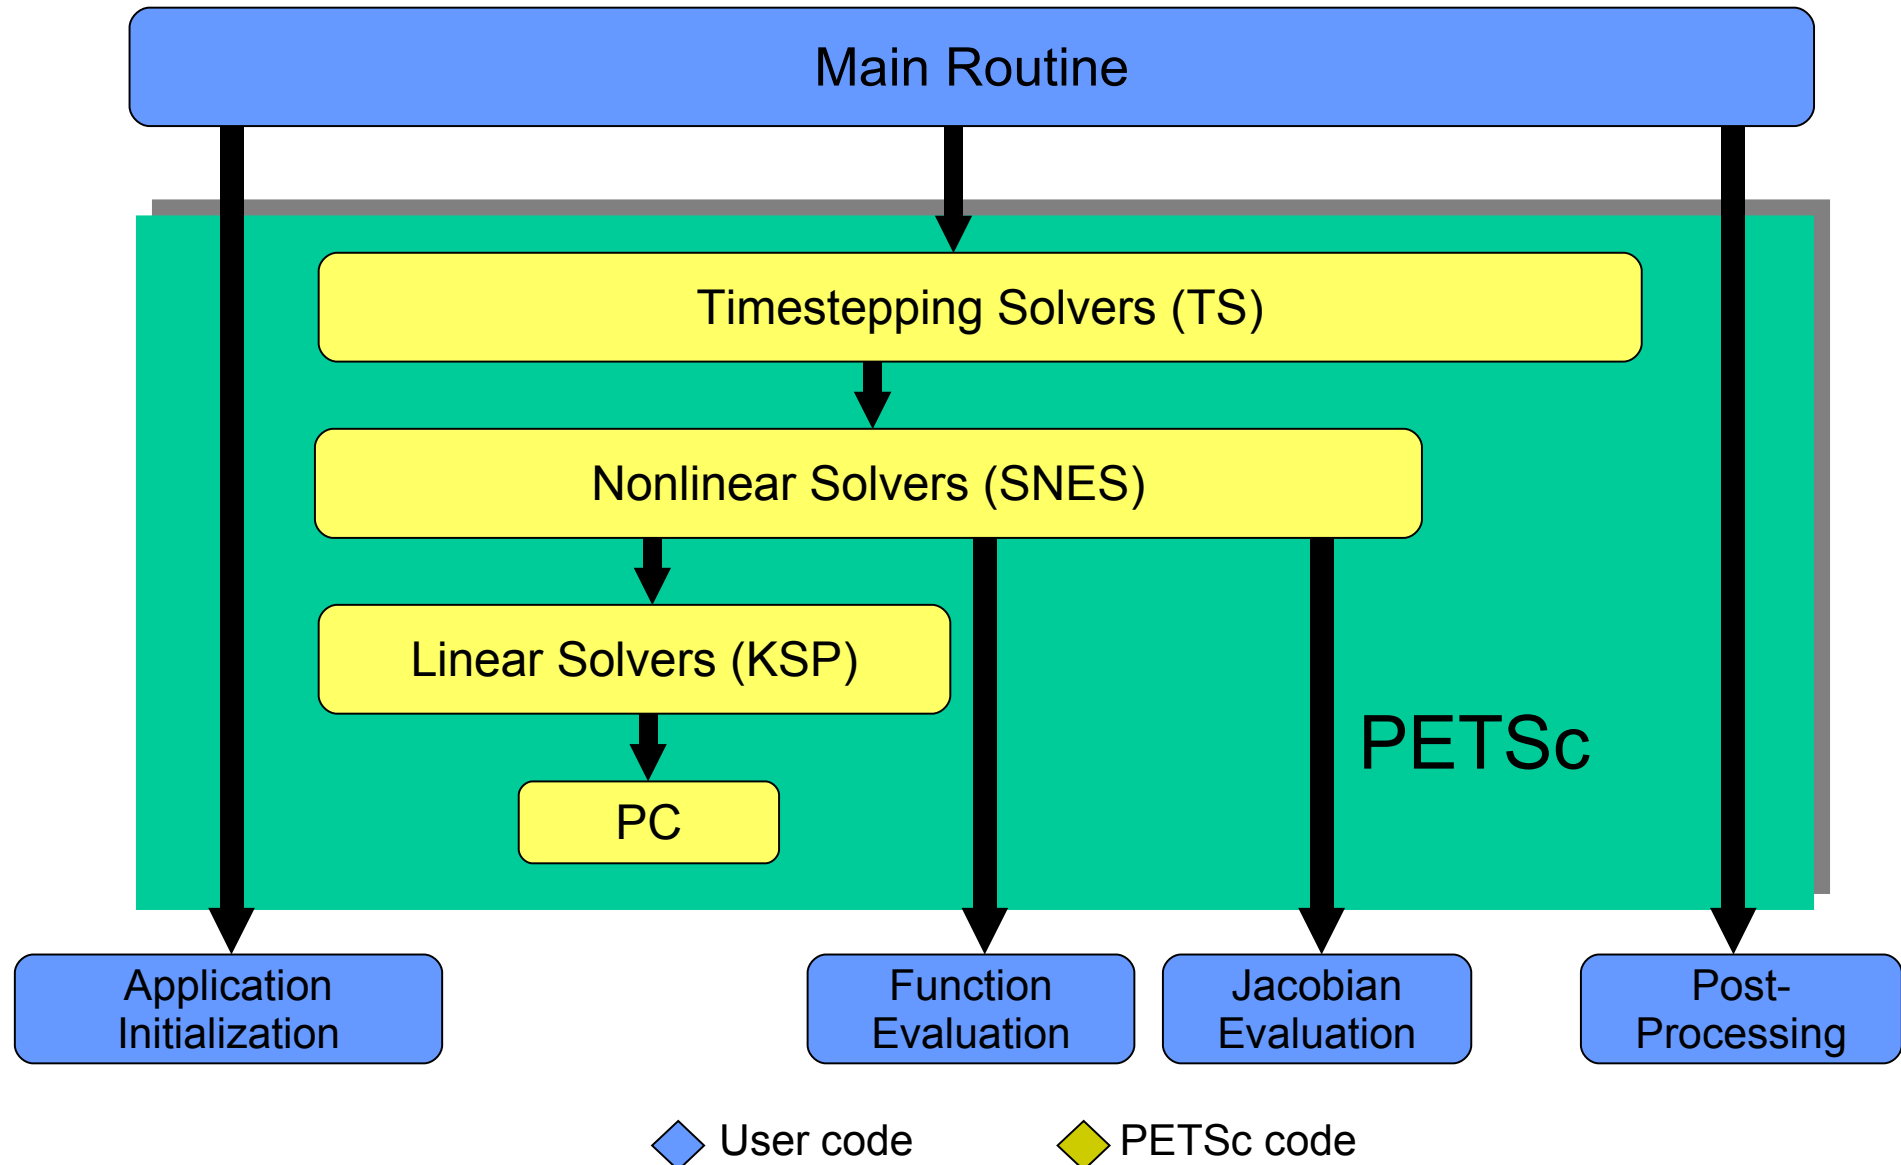 Main Routine
Timestepping Solvers (TS)
Nonlinear Solvers (SNES)
Linear Solvers (KSP)
PETSc
PC
Application
Initialization
Function
Evaluation
Jacobian
Evaluation
Post-
Processing
User code
PETSc code